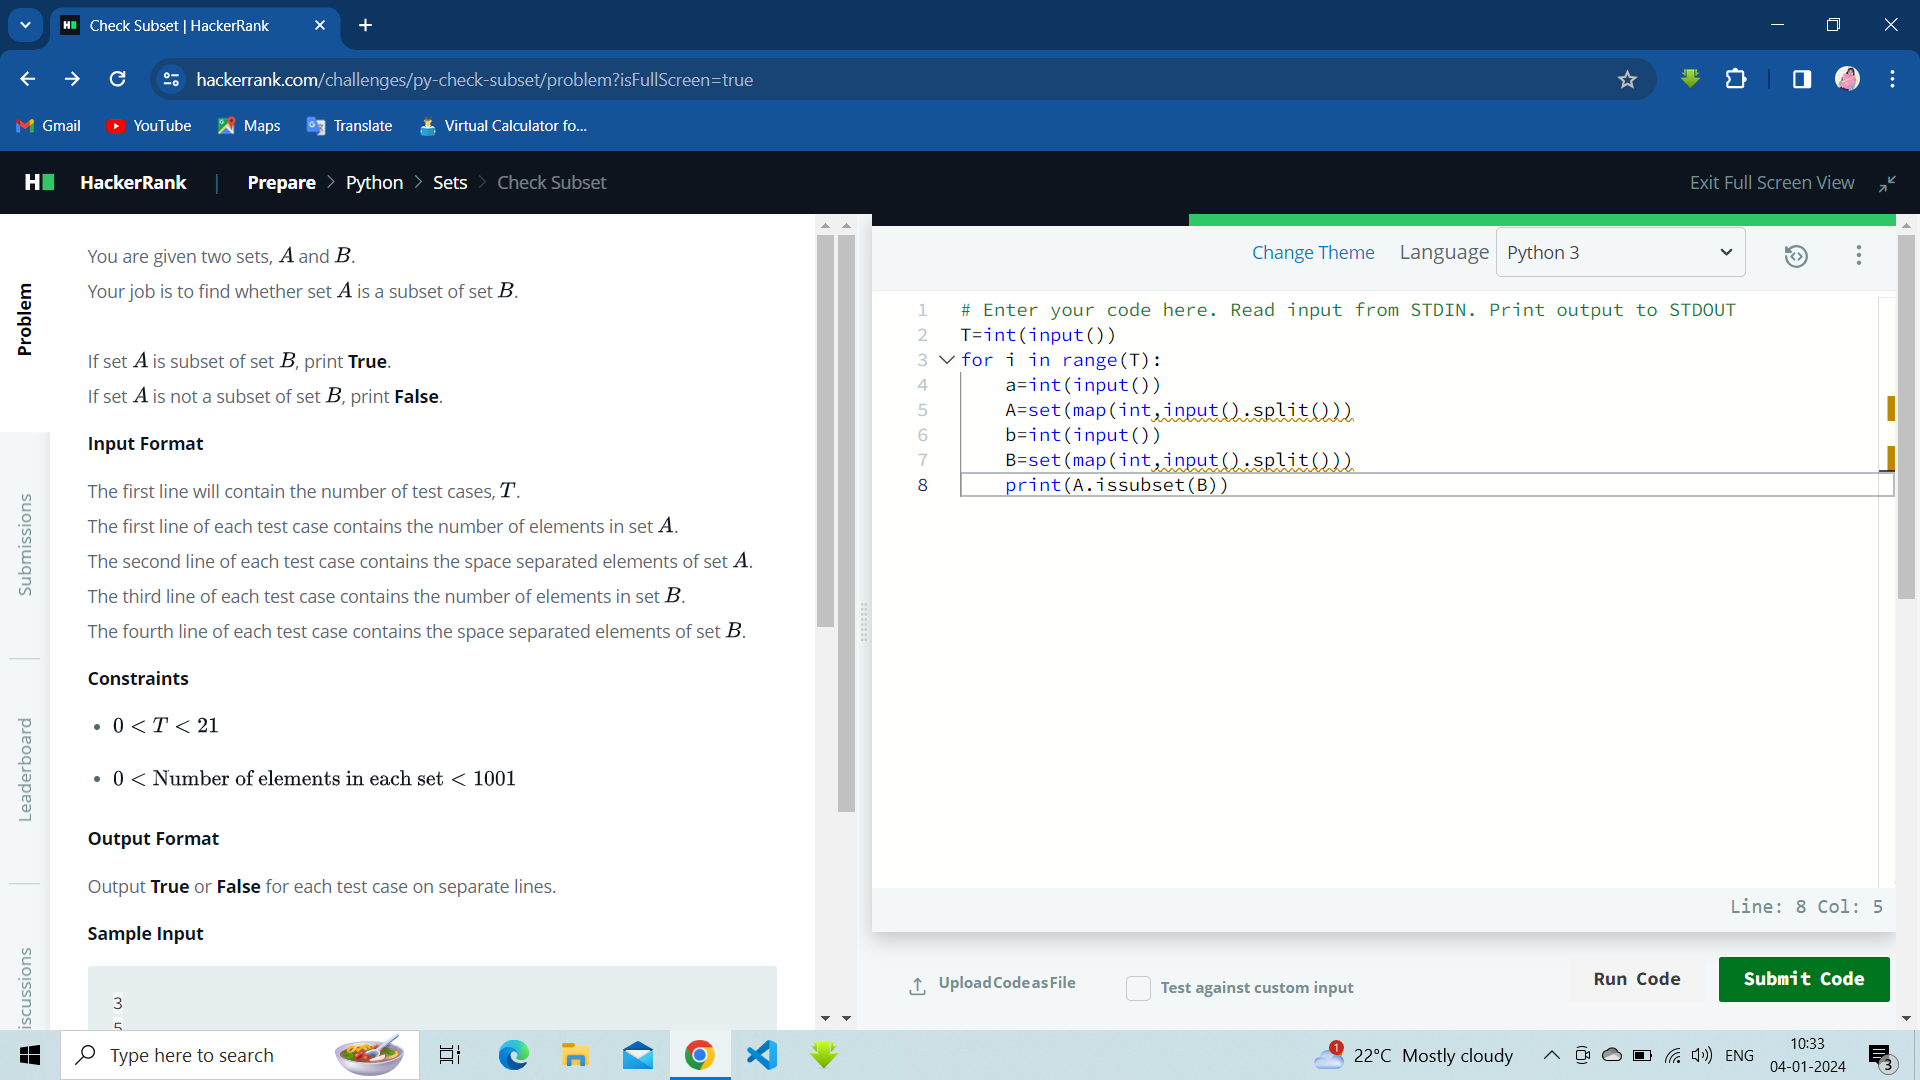 Check Subset | HackerRank
hackerrank.com/challenges/py-check-subset/problem?isFullScreen=true
Gmail
YouTube
Maps
Translate
Virtual Calculator fo...
HackerRank | Prepare > Python > Sets > Check Subset
Exit Full Screen View
Problem
Submissions
Leaderboard
You are given two sets, A and B.
Your job is to find whether set A is a subset of set B.
If set A is subset of set B, print True.
If set A is not a subset of set B, print False.
Input Format
The first line will contain the number of test cases, T.
The first line of each test case contains the number of elements in set A.
The second line of each test case contains the space separated elements of set A.
The third line of each test case contains the number of elements in set B.
The fourth line of each test case contains the space separated elements of set B.
Constraints
• 0 < T < 21
• 0 < Number of elements in each set < 1001
Output Format
Output True or False for each test case on separate lines.
Sample Input
3
5
Change Theme
Language
Python 3
1 # Enter your code here. Read input from STDIN. Print output to STDOUT
2 T=int(input())
3 for i in range(T):
4 a=int(input())
5 A=set(map(int,input().split()))
6 b=int(input())
7 B=set(map(int,input().split()))
8 print(A.issubset(B))
Line: 8 Col: 5
Upload Code as File
Test against custom input
Run Code
Submit Code
Type here to search
1
22°C Mostly cloudy
ENG
10:33
04-01-2024
3